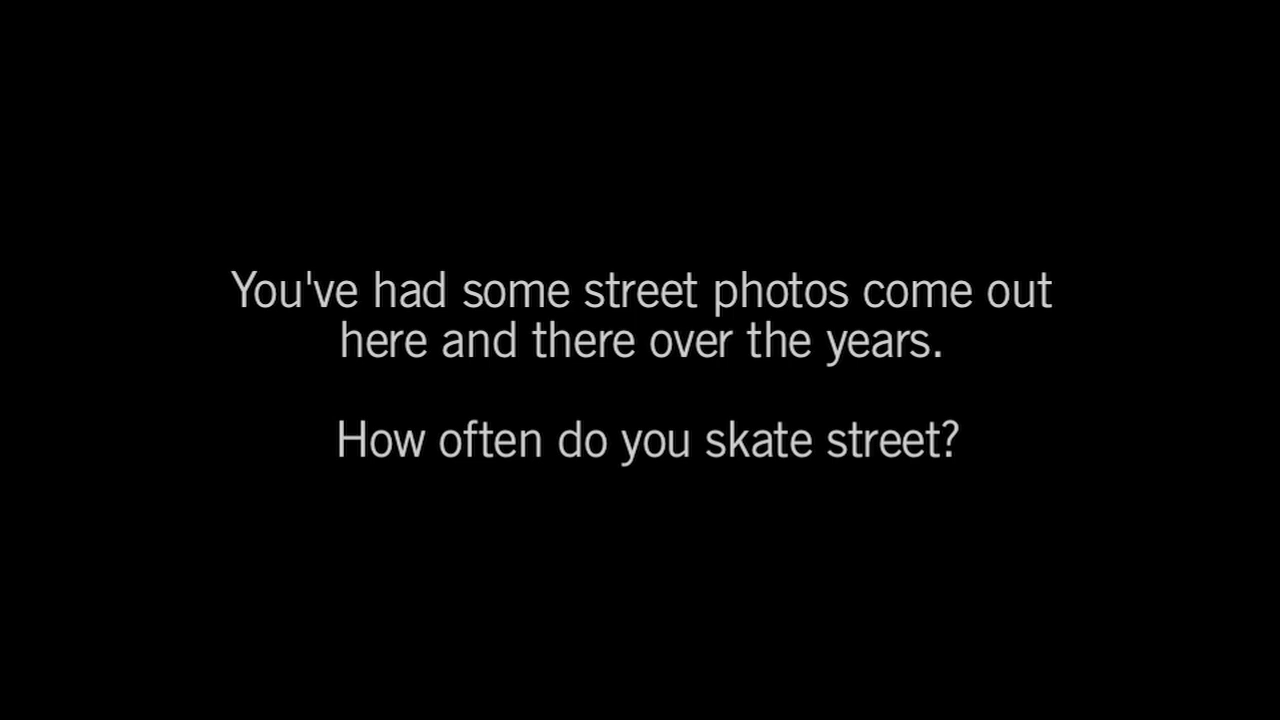 You've had some street photos come out
here and there over the years.
How often do you skate street?